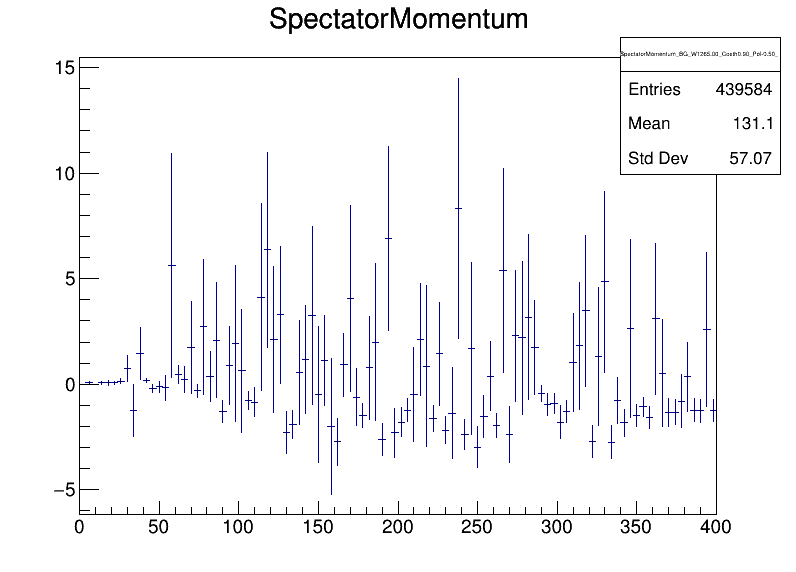 SpectatorMomentum
SpectatorMomentum_BG_W1265.00_Costh0.90_Pol-0.50_
Entries 439584
Mean 131.1
Std Dev 57.07
15
10
5
0
−5
0 50 100 150 200 250 300 350 400